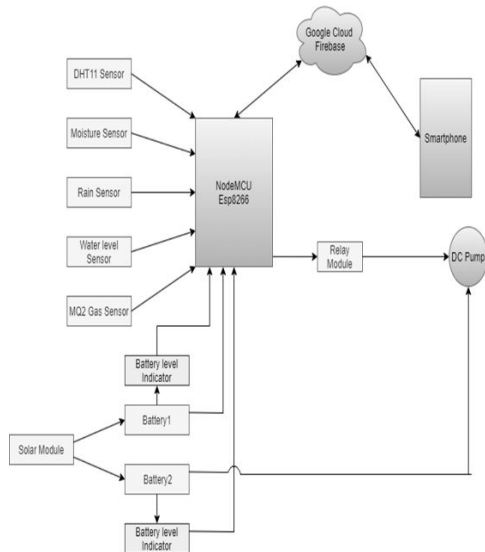 Google Cloud
Firebase
DHT11 Sensor
Smartphone
Moisture Sensor
NodeMCU
Esp8266
Rain Sensor
Water level
Sensor
Relay
Module
DC Pump
MQ2 Gas Sensor
Battery level
Indicator
Battery1
Solar Module
Battery2
Battery level
Indicator